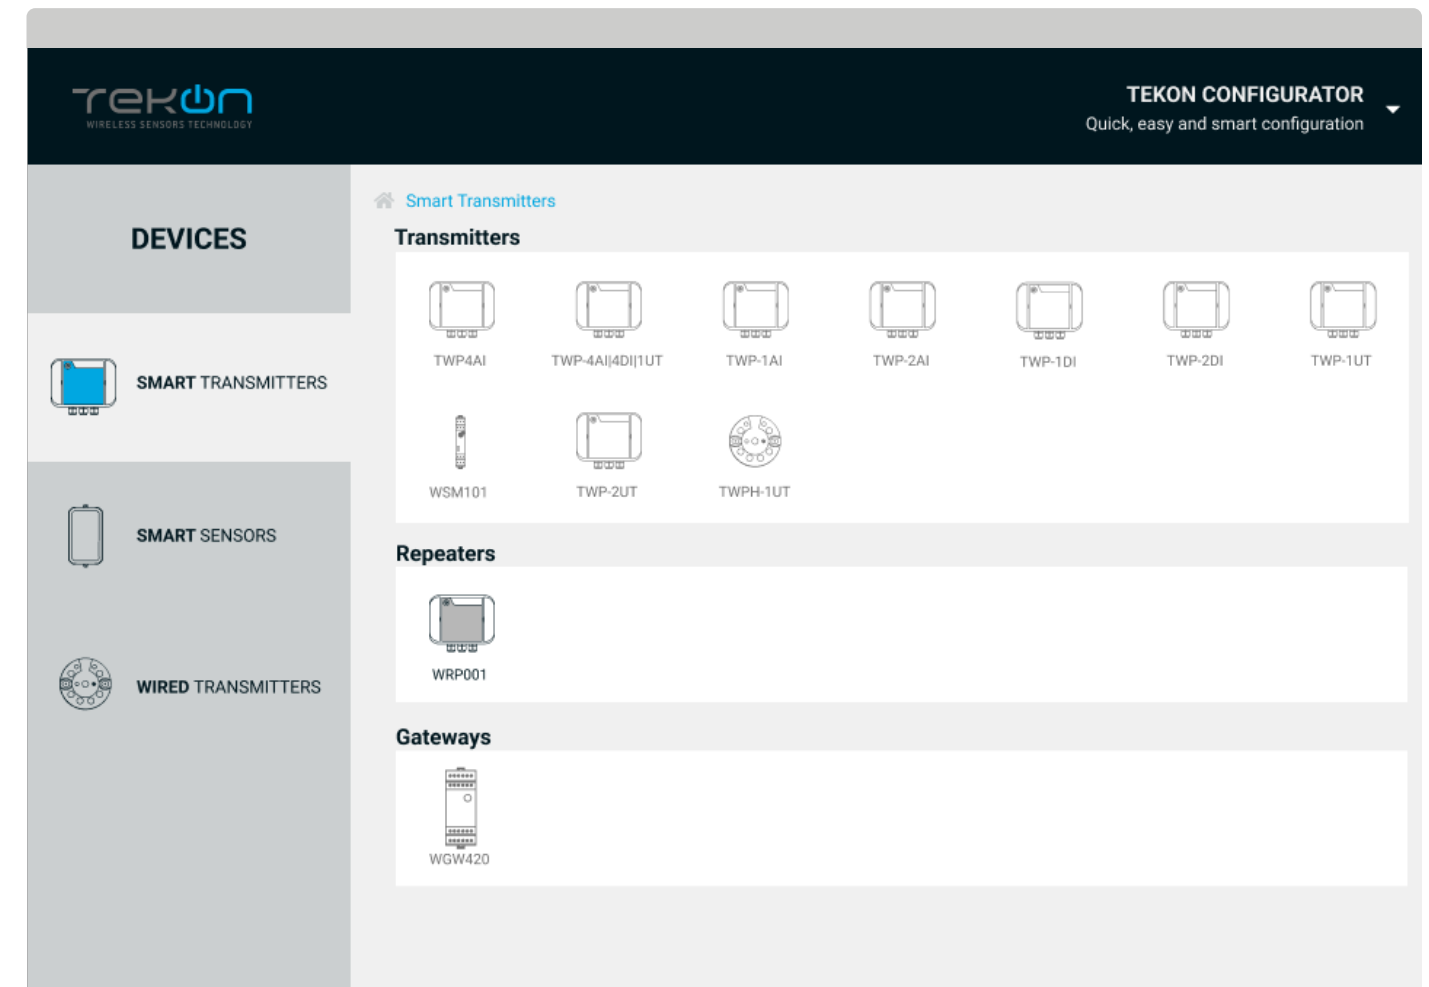 TEKON
WIRELESS SENSORS TECHNOLOGY
TEKON CONFIGURATOR
Quick, easy and smart configuration
DEVICES
SMART TRANSMITTERS
SMART SENSORS
WIRED TRANSMITTERS
Smart Transmitters
Transmitters
TWP4AI
TWP-4AI|4DI|1UT
TWP-1AI
TWP-2AI
TWP-1DI
TWP-2DI
TWP-1UT
WSM101
TWP-2UT
TWPH-1UT
Repeaters
WRP001
Gateways
WGW420